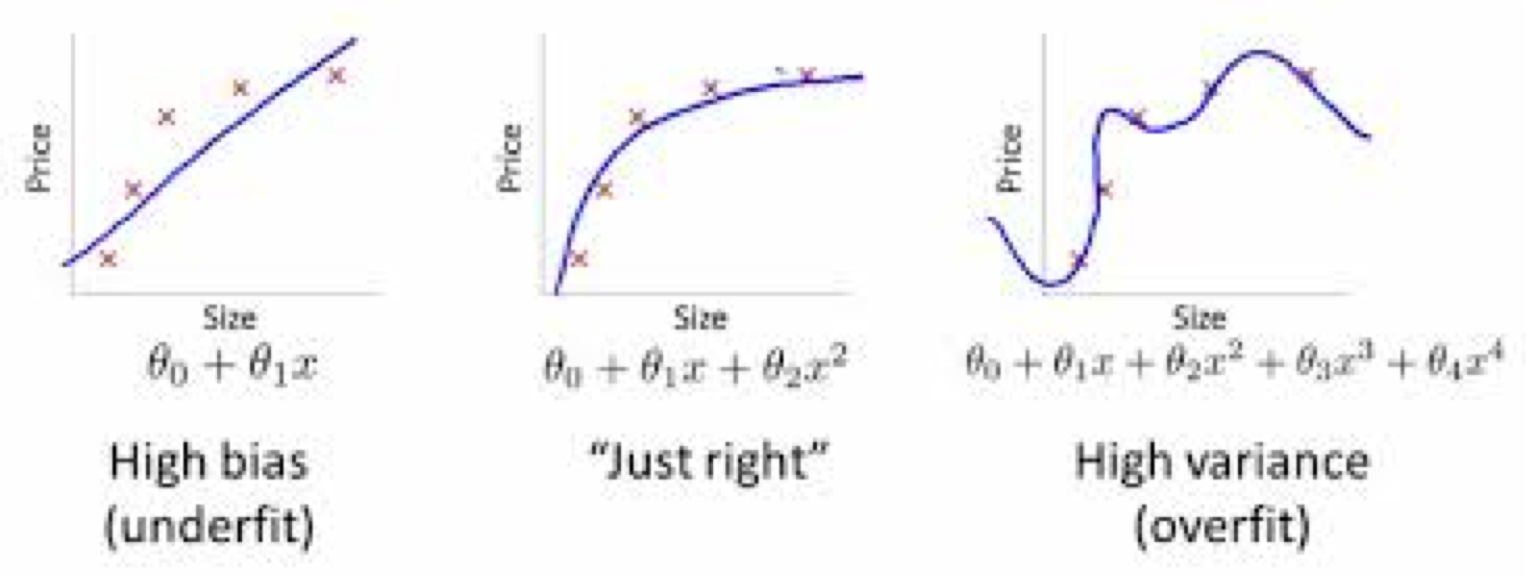 Price
Size
θ₀ + θ₁x
High bias
(underfit)
Price
Size
θ₀ + θ₁x + θ₂x²
“Just right”
Price
Size
θ₀ + θ₁x + θ₂x² + θ₃x³ + θ₄x⁴
High variance
(overfit)